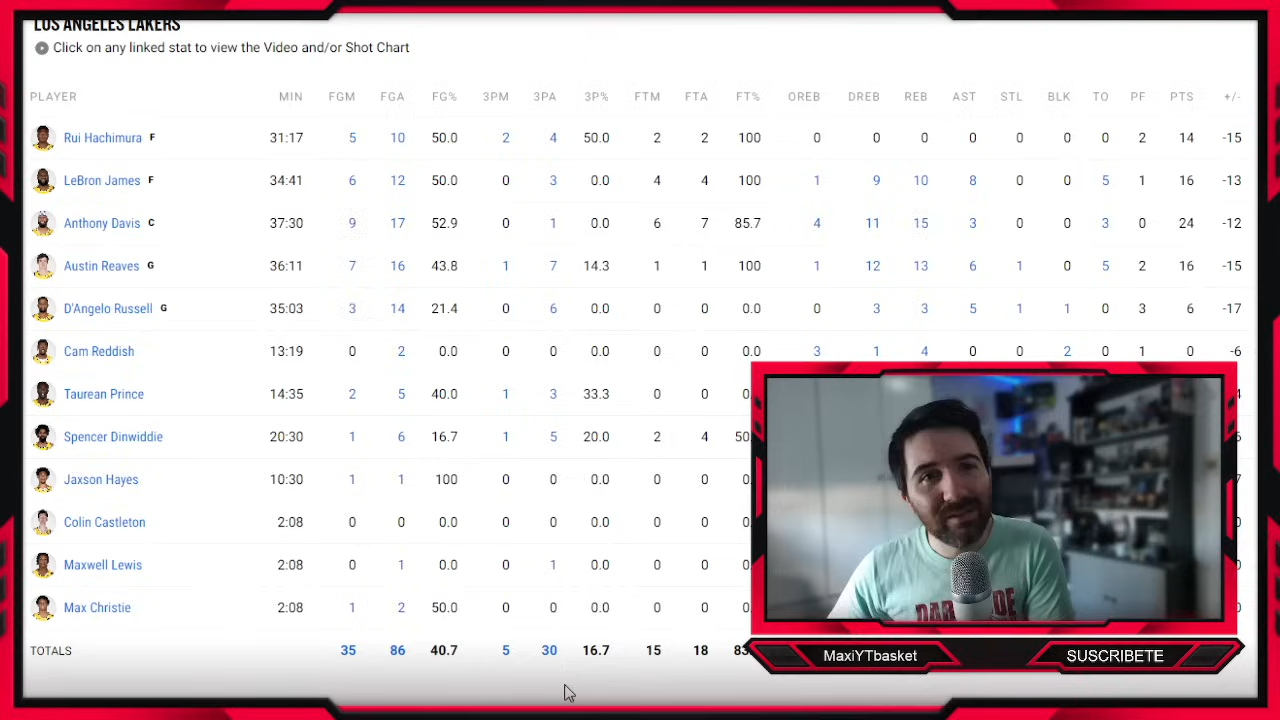 LOS ANGELES LAKERS
Click on any linked stat to view the Video and/or Shot Chart
PLAYER MIN FGM FGA FG% 3PM 3PA 3P% FTM FTA FT% OREB DREB REB AST STL BLK TO PF PTS +/-
Rui Hachimura F 31:17 5 10 50.0 2 4 50.0 2 2 100 0 0 0 0 0 0 0 2 14 -15
LeBron James F 34:41 6 12 50.0 0 3 0.0 4 4 100 1 9 10 8 0 0 5 1 16 -13
Anthony Davis C 37:30 9 17 52.9 0 1 0.0 6 7 85.7 4 11 15 3 0 0 3 0 24 -12
Austin Reaves G 36:11 7 16 43.8 1 7 14.3 1 1 100 1 12 13 6 1 0 5 2 16 -15
D'Angelo Russell G 35:03 3 14 21.4 0 6 0.0 0 0 0.0 0 3 3 5 1 1 0 3 6 -17
Cam Reddish 13:19 0 2 0.0 0 0 0.0 0 0 0.0 3 1 4 0 0 2 0 1 0 -6
Taurean Prince 14:35 2 5 40.0 1 3 33.3 0 0
Spencer Dinwiddie 20:30 1 6 16.7 1 5 20.0 2 4
Jaxson Hayes 10:30 1 1 100 0 0 0.0 0 0
Colin Castleton 2:08 0 0 0.0 0 0 0.0 0 0
Maxwell Lewis 2:08 0 1 0.0 0 1 0.0 0 0
Max Christie 2:08 1 2 50.0 0 0 0.0 0 0
TOTALS 35 86 40.7 5 30 16.7 15 18
MaxiYTbasket
SUSCRIBETE